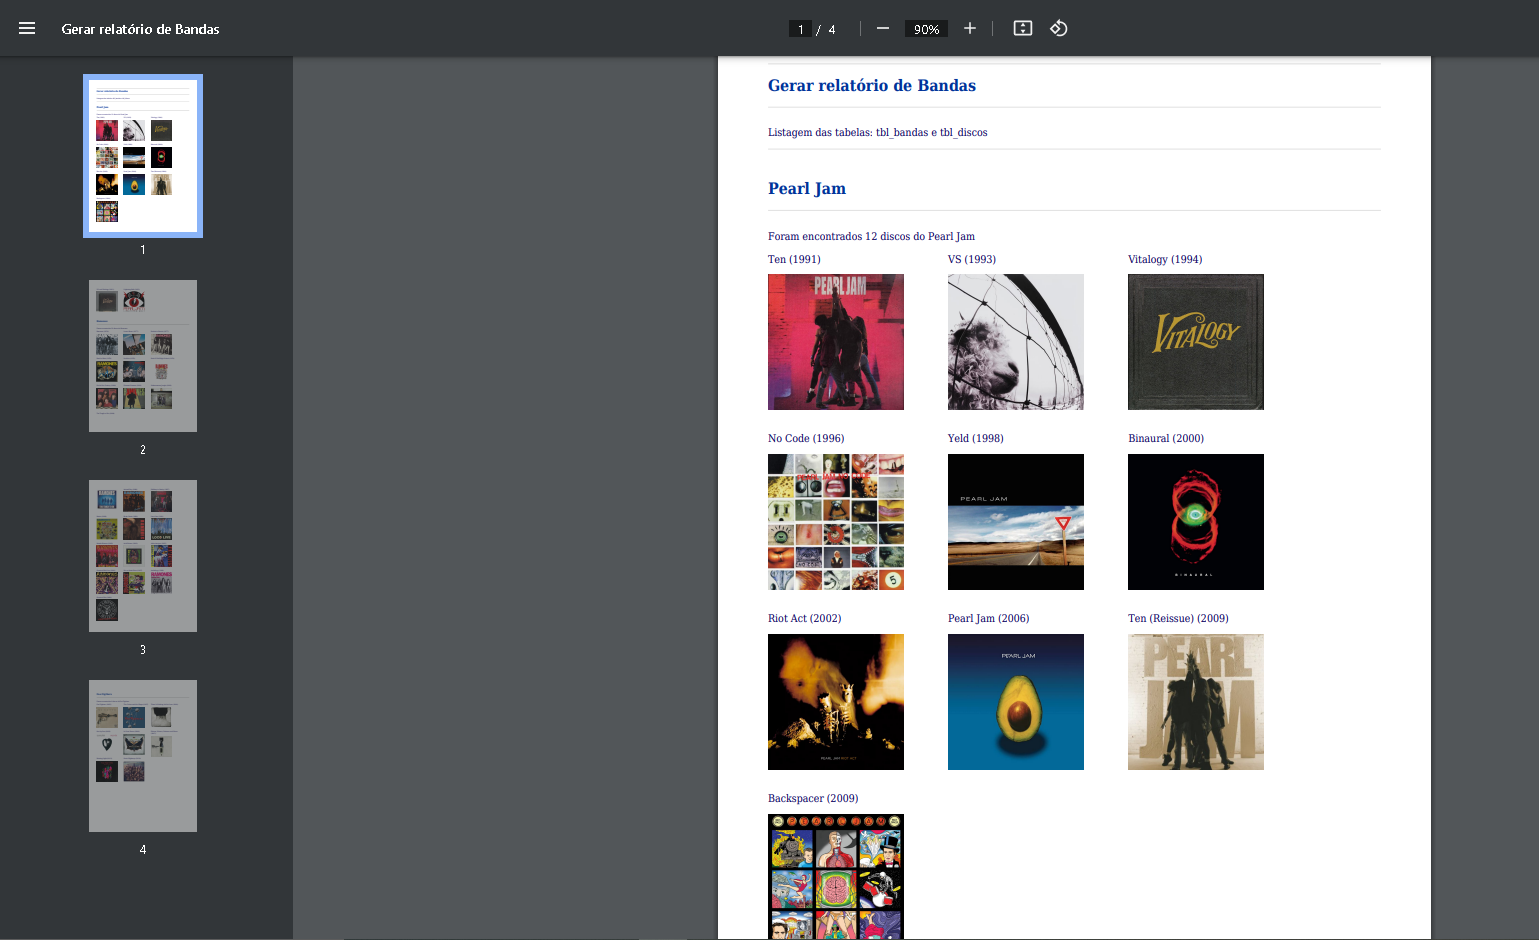 Gerar relatório de Bandas
1 / 4
90%
Gerar relatório de Bandas
Listagem das tabelas: tbl_bandas e tbl_discos
Pearl Jam
Foram encontrados 12 discos do Pearl Jam
Ten (1991)
VS (1993)
Vitalogy (1994)
PEARL JAM
VITALOGY
No Code (1996)
Yeld (1998)
Binaural (2000)
PEARL JAM
5
BINAURAL
Riot Act (2002)
Pearl Jam (2006)
Ten (Reissue) (2009)
PEARL JAM RIOT ACT
PEARL JAM
PEARL
JAM
Backspacer (2009)
PEARL JAM
1
2
3
4